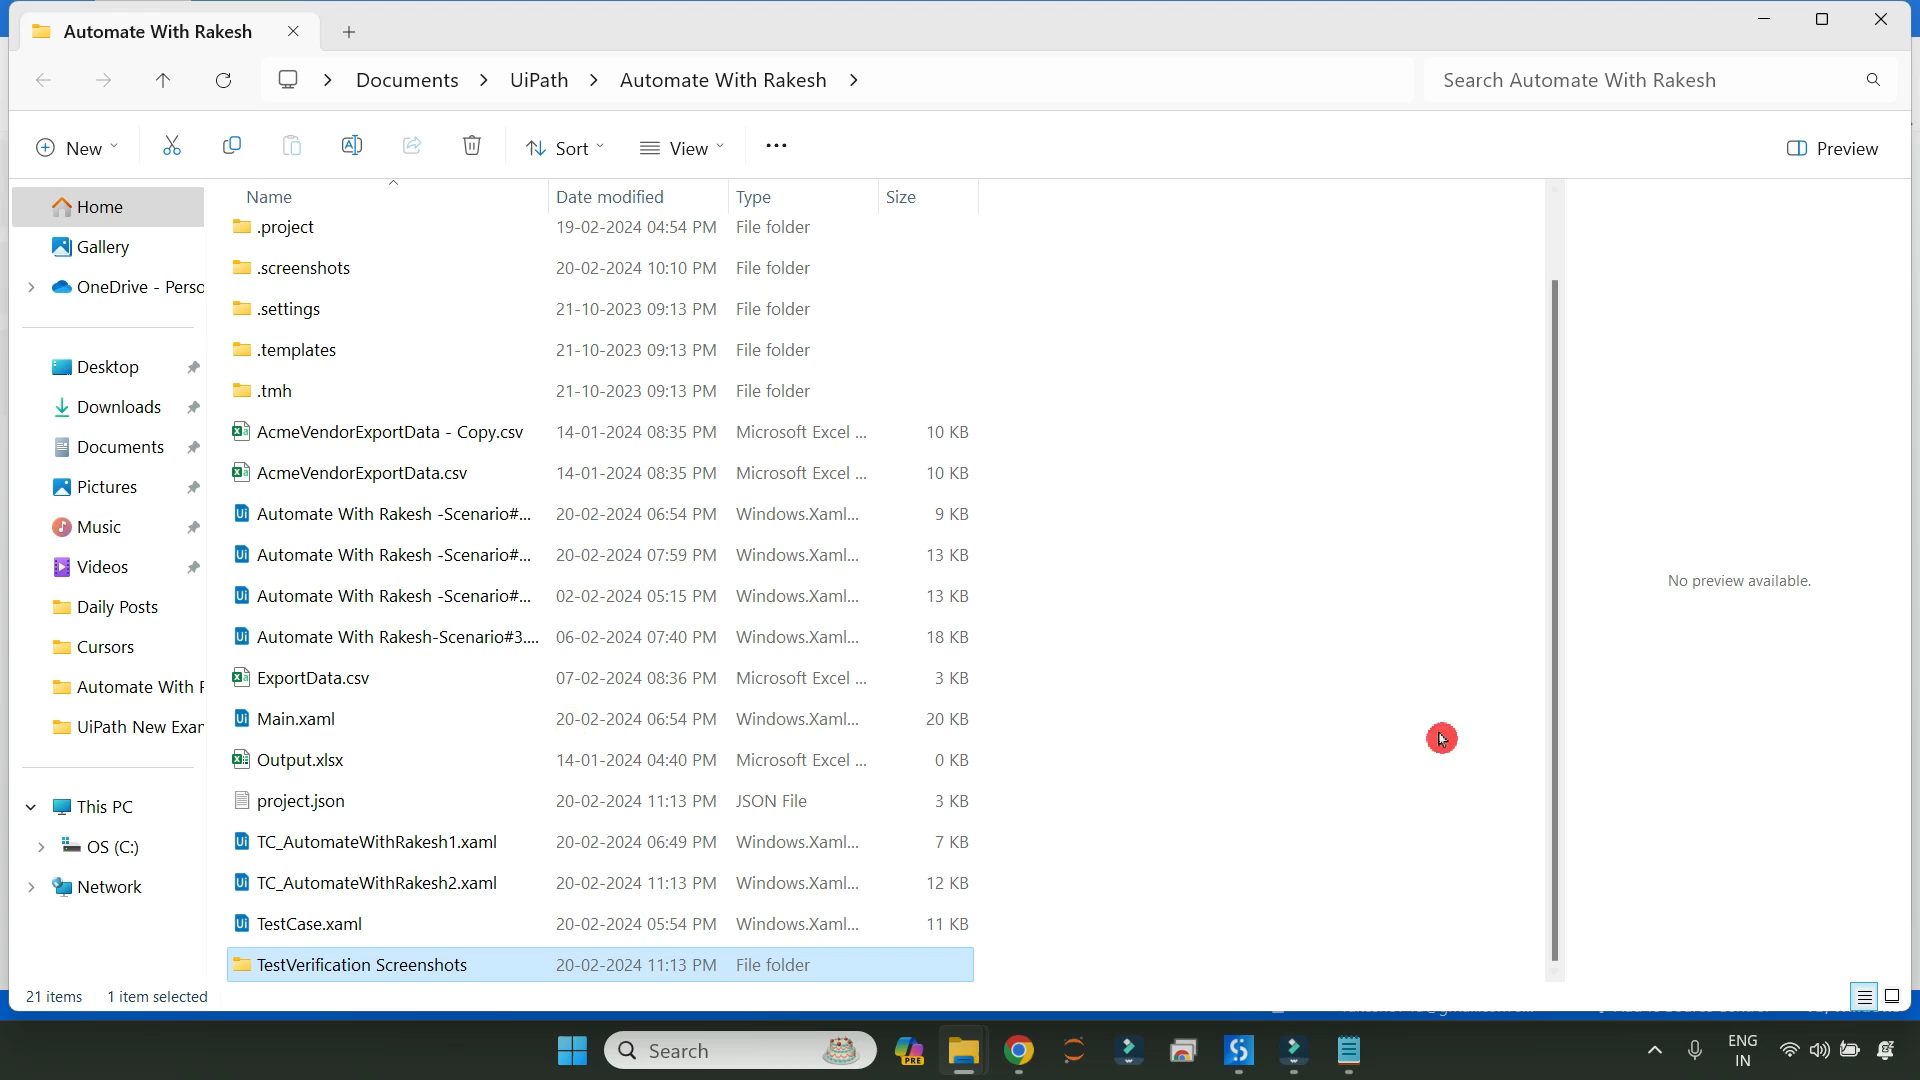 Automate With Rakesh
Documents
UiPath
Automate With Rakesh
Search Automate With Rakesh
New
Sort
View
Preview
Home
Gallery
OneDrive - Perso
Desktop
Downloads
Documents
Pictures
Music
Videos
Daily Posts
Cursors
Automate With R
UiPath New Exar
This PC
OS (C:)
Network
Name Date modified Type Size
.project 19-02-2024 04:54 PM File folder
.screenshots 20-02-2024 10:10 PM File folder
.settings 21-10-2023 09:13 PM File folder
.templates 21-10-2023 09:13 PM File folder
.tmh 21-10-2023 09:13 PM File folder
AcmeVendorExportData - Copy.csv 14-01-2024 08:35 PM Microsoft Excel ... 10 KB
AcmeVendorExportData.csv 14-01-2024 08:35 PM Microsoft Excel ... 10 KB
Automate With Rakesh -Scenario#... 20-02-2024 06:54 PM Windows.Xaml... 9 KB
Automate With Rakesh -Scenario#... 20-02-2024 07:59 PM Windows.Xaml... 13 KB
Automate With Rakesh -Scenario#... 02-02-2024 05:15 PM Windows.Xaml... 13 KB
Automate With Rakesh-Scenario#3.... 06-02-2024 07:40 PM Windows.Xaml... 18 KB
ExportData.csv 07-02-2024 08:36 PM Microsoft Excel ... 3 KB
Main.xaml 20-02-2024 06:54 PM Windows.Xaml... 20 KB
Output.xlsx 14-01-2024 04:40 PM Microsoft Excel ... 0 KB
project.json 20-02-2024 11:13 PM JSON File 3 KB
TC_AutomateWithRakesh1.xaml 20-02-2024 06:49 PM Windows.Xaml... 7 KB
TC_AutomateWithRakesh2.xaml 20-02-2024 11:13 PM Windows.Xaml... 12 KB
TestCase.xaml 20-02-2024 05:54 PM Windows.Xaml... 11 KB
TestVerification Screenshots 20-02-2024 11:13 PM File folder
No preview available.
21 items 1 item selected
Search
PRE
ENG
IN